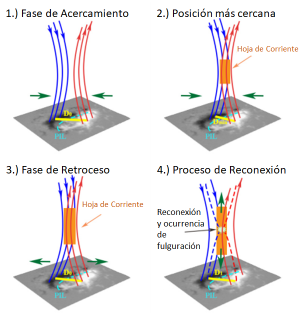 1.) Fase de Acercamiento
2.) Posición más cercana
Hoja de Corriente
3.) Fase de Retroceso
Hoja de Corriente
4.) Proceso de Reconexión
Reconexión
y ocurrencia
de
fulguración